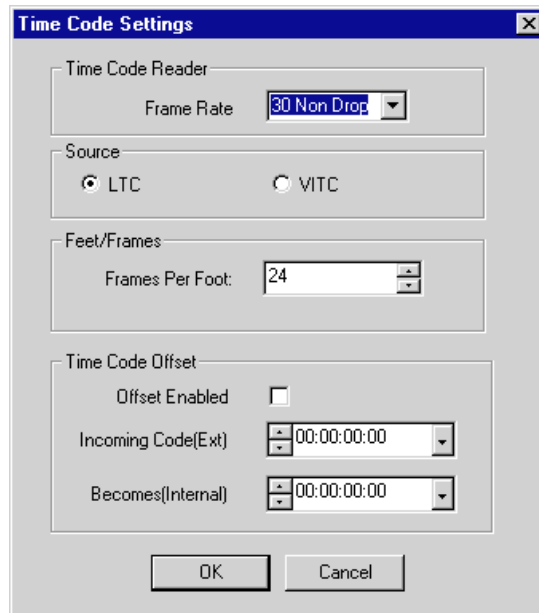 Time Code Settings
Time Code Reader
Frame Rate 30 Non Drop
Source
LTC VITC
Feet/Frames
Frames Per Foot: 24
Time Code Offset
Offset Enabled
Incoming Code(Ext) 00:00:00:00
Becomes(Internal) 00:00:00:00
OK Cancel